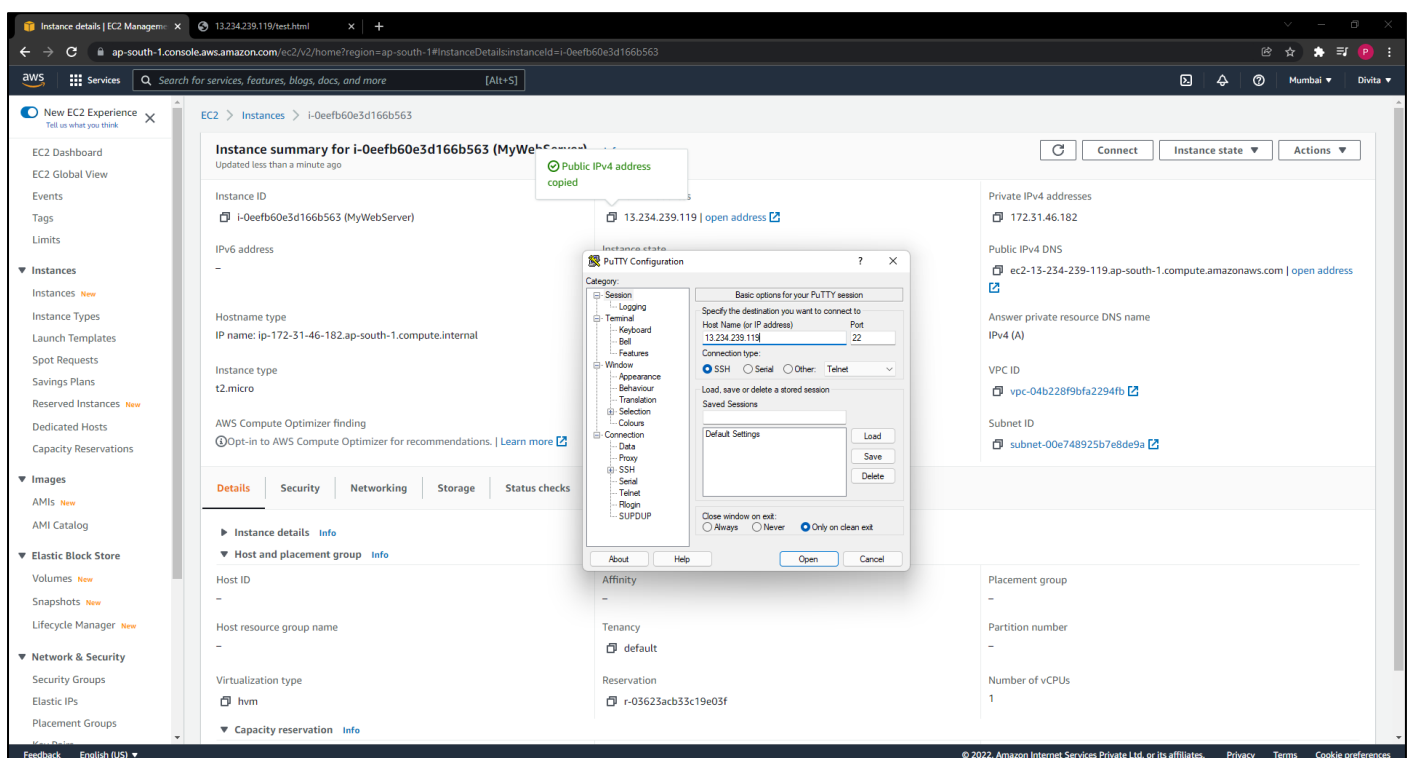 Instance details | EC2 Manageme
13.234.239.119/test.html
ap-south-1.console.aws.amazon.com/ec2/v2/home?region=ap-south-1#InstanceDetails:instanceId=i-0eefb60e3d166b563
P
aws Services Search for services, features, blogs, docs, and more [Alt+S] Mumbai ▼ Divita ▼
New EC2 Experience
Tell us what you think
EC2 Dashboard
EC2 Global View
Events
Tags
Limits
▼ Instances
Instances New
Instance Types
Launch Templates
Spot Requests
Savings Plans
Reserved Instances New
Dedicated Hosts
Capacity Reservations
▼ Images
AMIs New
AMI Catalog
▼ Elastic Block Store
Volumes New
Snapshots New
Lifecycle Manager New
▼ Network & Security
Security Groups
Elastic IPs
Placement Groups
EC2 > Instances > i-0eefb60e3d166b563
Instance summary for i-0eefb60e3d166b563 (MyWebServer)
Updated less than a minute ago
Connect
Instance state ▼
Actions ▼
Public IPv4 address
copied
Instance ID
i-0eefb60e3d166b563 (MyWebServer)
13.234.239.119 | open address
Private IPv4 addresses
172.31.46.182
IPv6 address
–
Instance state
Public IPv4 DNS
ec2-13-234-239-119.ap-south-1.compute.amazonaws.com | open address
Hostname type
IP name: ip-172-31-46-182.ap-south-1.compute.internal
Answer private resource DNS name
IPv4 (A)
Instance type
t2.micro
VPC ID
vpc-04b228f9bfa2294fb
AWS Compute Optimizer finding
Opt-in to AWS Compute Optimizer for recommendations. | Learn more
Subnet ID
subnet-00e748925b7e8de9a
PuTTY Configuration ? X
Category:
Session
Logging
Terminal
Keyboard
Bell
Features
Window
Appearance
Behaviour
Translation
Selection
Colours
Connection
Data
Proxy
SSH
Serial
Telnet
Rlogin
SUPDUP
Basic options for your PuTTY session
Specify the destination you want to connect to
Host Name (or IP address) Port
13.234.239.119 22
Connection type:
SSH Serial Other: Telnet
Load, save or delete a stored session
Saved Sessions
Default Settings
Load
Save
Delete
Close window on exit:
Always Never Only on clean exit
About Help Open Cancel
Details Security Networking Storage Status checks
▶ Instance details Info
▼ Host and placement group Info
Host ID
–
Affinity
–
Placement group
–
Host resource group name
–
Tenancy
default
Partition number
–
Virtualization type
hvm
Reservation
r-03623acb33c19e03f
Number of vCPUs
1
▼ Capacity reservation Info
Feedback English (US) ▼ © 2022, Amazon Internet Services Private Ltd. or its affiliates. Privacy Terms Cookie preferences